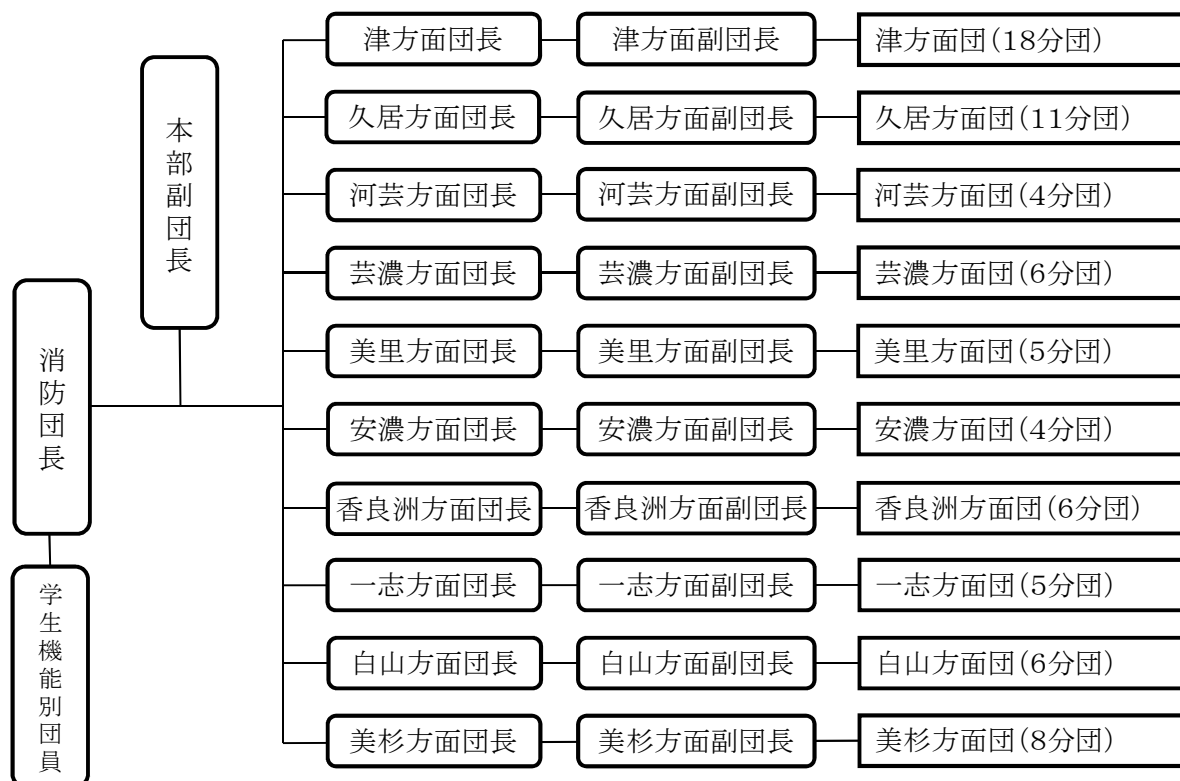 消防団長
学生機能別団員
本部副団長
津方面団長 津方面副団長 津方面団(18分団)
久居方面団長 久居方面副団長 久居方面団(11分団)
河芸方面団長 河芸方面副団長 河芸方面団(4分団)
芸濃方面団長 芸濃方面副団長 芸濃方面団(6分団)
美里方面団長 美里方面副団長 美里方面団(5分団)
安濃方面団長 安濃方面副団長 安濃方面団(4分団)
香良洲方面団長 香良洲方面副団長 香良洲方面団(6分団)
一志方面団長 一志方面副団長 一志方面団(5分団)
白山方面団長 白山方面副団長 白山方面団(6分団)
美杉方面団長 美杉方面副団長 美杉方面団(8分団)